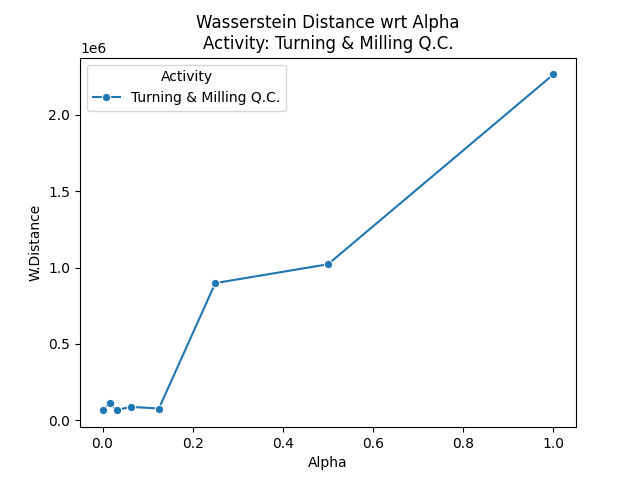 Wasserstein Distance wrt Alpha
Activity: Turning & Milling Q.C.
1e6
Activity
Turning & Milling Q.C.
2.0
1.5
1.0
0.5
0.0
W.Distance
0.0 0.2 0.4 0.6 0.8 1.0
Alpha